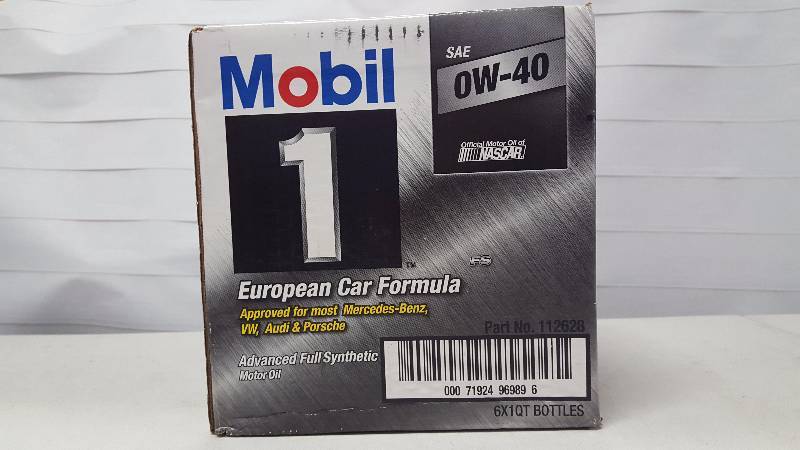 Mobil
1
TM
SAE
0W-40
Official Motor Oil of
NASCAR
FS
European Car Formula
Approved for most Mercedes-Benz,
VW, Audi & Porsche
Advanced Full Synthetic
Motor Oil
Part No. 112628
000 71924 96989 6
6X1QT BOTTLES